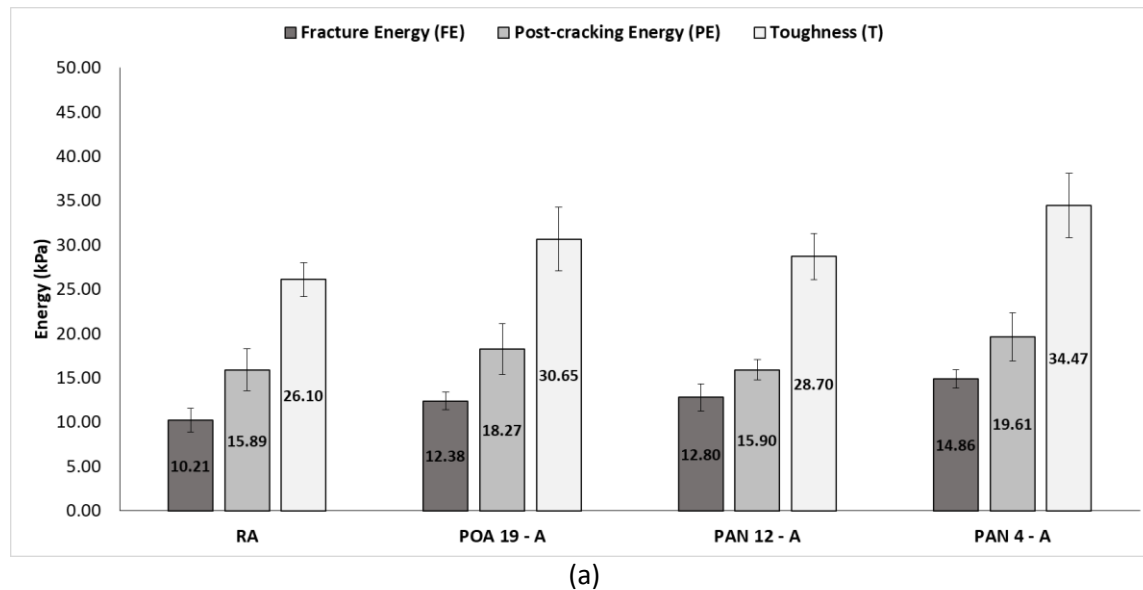 Fracture Energy (FE) Post-cracking Energy (PE) Toughness (T)
50.00
45.00
40.00
35.00
30.00
25.00
20.00
15.00
10.00
5.00
0.00
Energy (kPa)
10.21 15.89 26.10
12.38 18.27 30.65
12.80 15.90 28.70
14.86 19.61 34.47
RA POA 19 - A PAN 12 - A PAN 4 - A
(a)